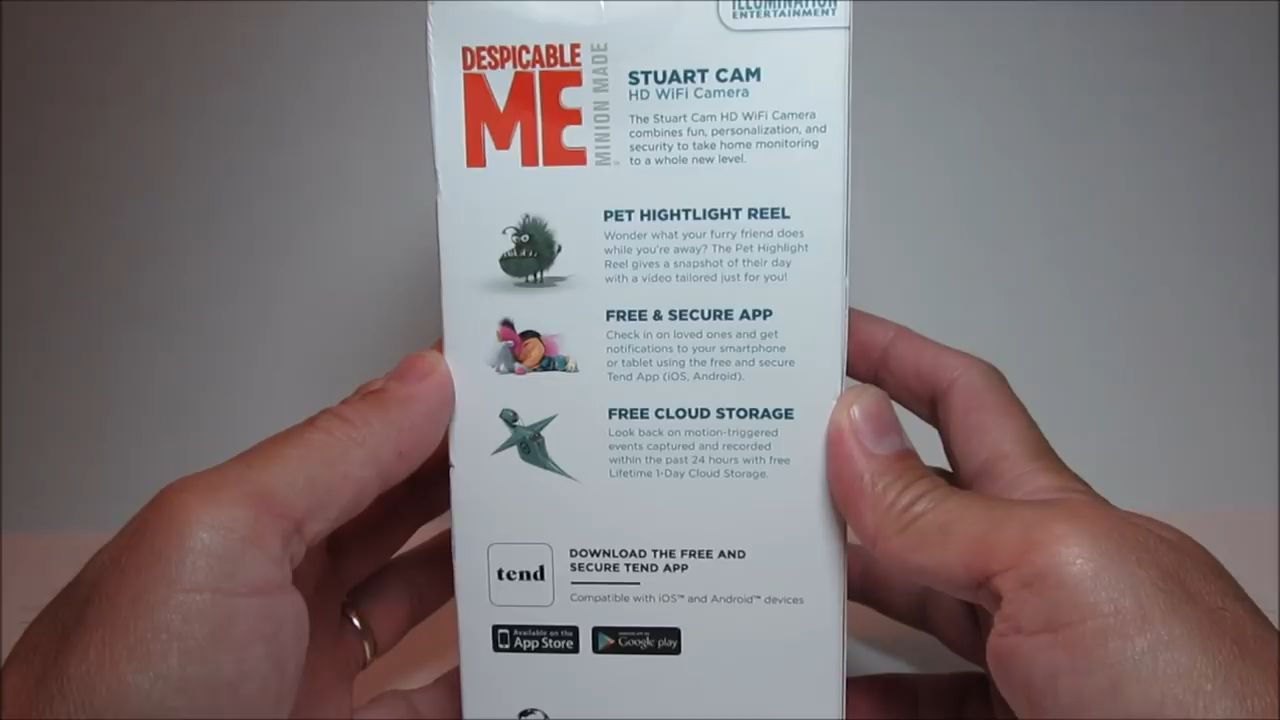 ILLUMINATION
ENTERTAINMENT
DESPICABLE
ME
MINION MADE
STUART CAM
HD WiFi Camera
The Stuart Cam HD WiFi Camera
combines fun, personalization, and
security to take home monitoring
to a whole new level.
PET HIGHTLIGHT REEL
Wonder what your furry friend does
while you're away? The Pet Highlight
Reel gives a snapshot of their day
with a video tailored just for you!
FREE & SECURE APP
Check in on loved ones and get
notifications to your smartphone
or tablet using the free and secure
Tend App (iOS, Android).
FREE CLOUD STORAGE
Look back on motion-triggered
events captured and recorded
within the past 24 hours with free
Lifetime 1-Day Cloud Storage.
tend
DOWNLOAD THE FREE AND
SECURE TEND APP
Compatible with iOS™ and Android™ devices
Available on the
App Store
Google play